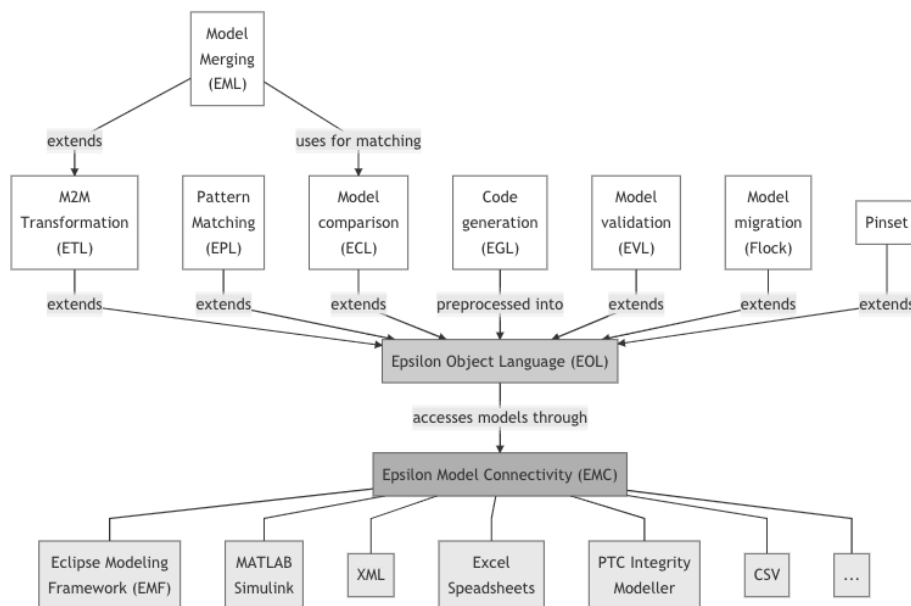 Model
Merging
(EML)
extends
uses for matching
M2M
Transformation
(ETL)
Pattern
Matching
(EPL)
Model
comparison
(ECL)
Code
generation
(EGL)
Model
validation
(EVL)
Model
migration
(Flock)
Pinset
extends
extends
extends
preprocessed into
extends
extends
extends
Epsilon Object Language (EOL)
accesses models through
Epsilon Model Connectivity (EMC)
Eclipse Modeling
Framework (EMF)
MATLAB
Simulink
XML
Excel
Speadsheets
PTC Integrity
Modeller
CSV
...